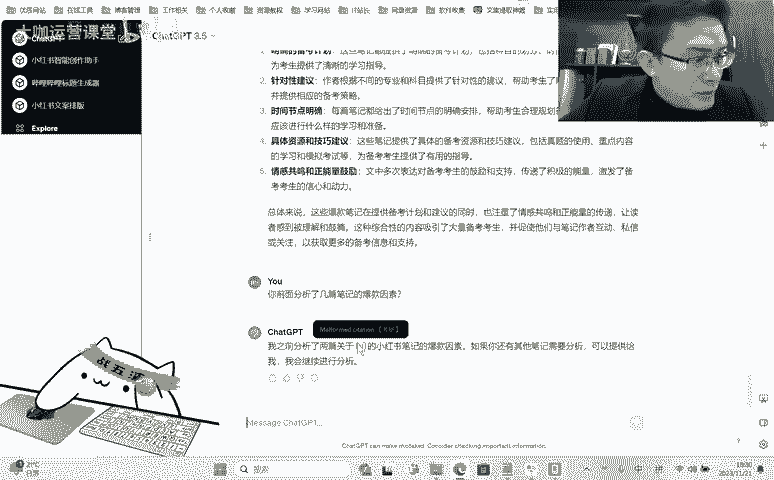 优质网站 在线工具 博客管理 工作相关 个人收藏 资源教程 学习网站 IT站长 网盘资源 软件收集 文案提取神器
大咖运营课堂
ChatGPT
ChatGPT 3.5
小红书智能创作助手
哔哩哔哩标题生成器
小红书文案排版
Explore
为考生提供了清晰的学习指导。
2. 针对性建议：作者根据不同的专业和科目提供了针对性的建议，帮助考生了
并提供相应的备考策略。
3. 时间节点明确：每篇笔记都给出了时间节点的明确安排，帮助考生合理规划
应该进行什么样的学习和准备。
4. 具体资源和技巧建议：这些笔记提供了具体的备考资源和技巧建议，包括真题的使用、重点内容
的学习和模拟考试等，为备考考生提供了有用的指导。
5. 情感共鸣和正能量鼓励：文中多次表达对备考考生的鼓励和支持，传递了积极的能量，激发了备
考考生的信心和动力。
总体来说，这些爆款笔记在提供备考计划和建议的同时，也注重了情感共鸣和正能量的传递，让读
者感到被理解和鼓舞。这种综合性的内容吸引了大量备考考生，并促使他们与笔记作者互动、私信
或关注，以获取更多的备考信息和支持。
You
你前面分析了几篇笔记的爆款因素？
Malformed citation
ChatGPT
我之前分析了两篇关于
的小红书笔记的爆款因素。如果你还有其他笔记需要分析，可以提供给
我，我会继续进行分析。
战五渣
Message ChatGPT...
ChatGPT can make mistakes. Consider checking important information.
21°C
搜索
2023/11/21